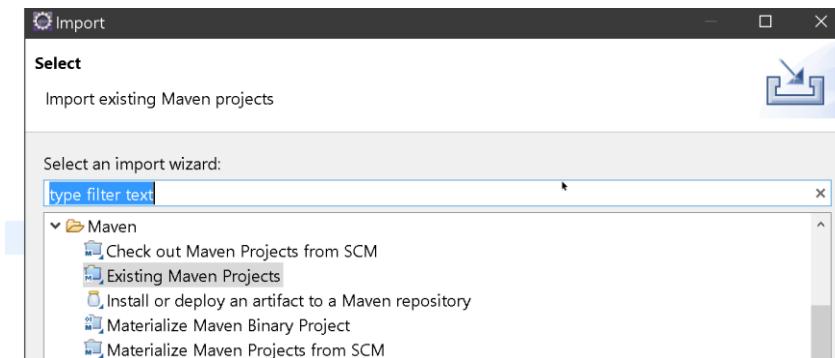 Import
Select
Import existing Maven projects
Select an import wizard:
type filter text
Maven
Check out Maven Projects from SCM
Existing Maven Projects
Install or deploy an artifact to a Maven repository
Materialize Maven Binary Project
Materialize Maven Projects from SCM